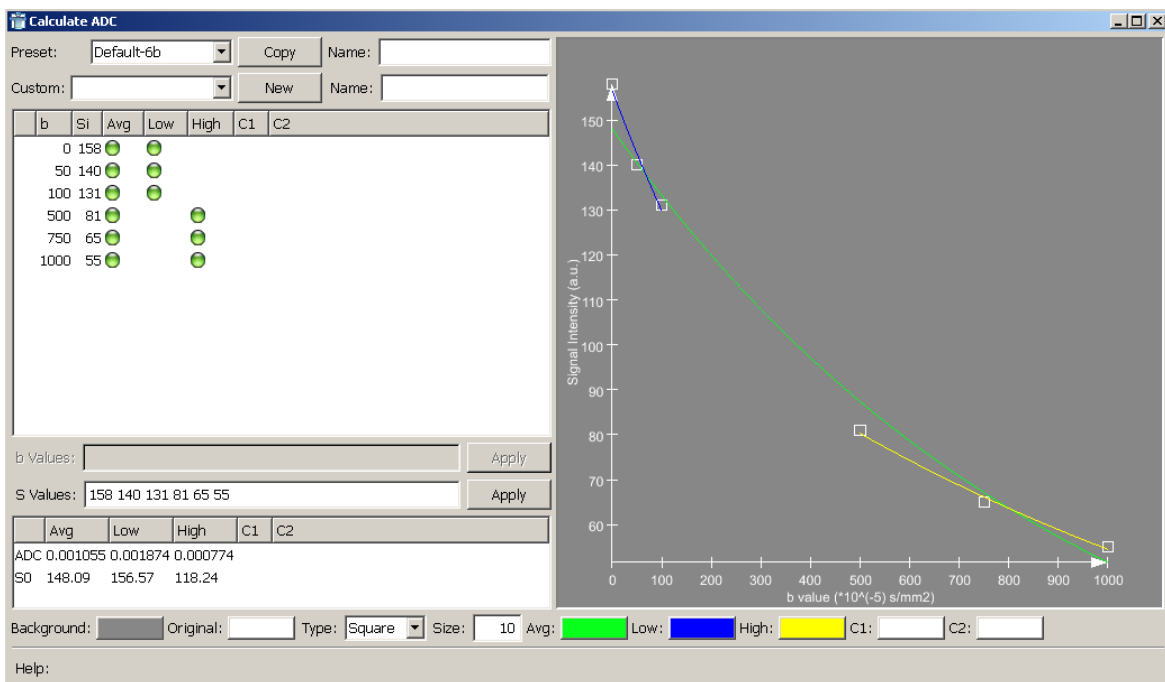 Calculate ADC
Preset: Default-6b Copy Name:
Custom: New Name:
b Si Avg Low High C1 C2
0 158
50 140
100 131
500 81
750 65
1000 55
b Values: Apply
S Values: 158 140 131 81 65 55 Apply
Avg Low High C1 C2
ADC 0.001055 0.001874 0.000774
S0 148.09 156.57 118.24
Signal Intensity (a.u.)
150
140
130
120
110
100
90
80
70
60
0 100 200 300 400 500 600 700 800 900 1000
b value (*10^(-5) s/mm2)
Background: Original: Type: Square Size: 10 Avg: Low: High: C1: C2:
Help: